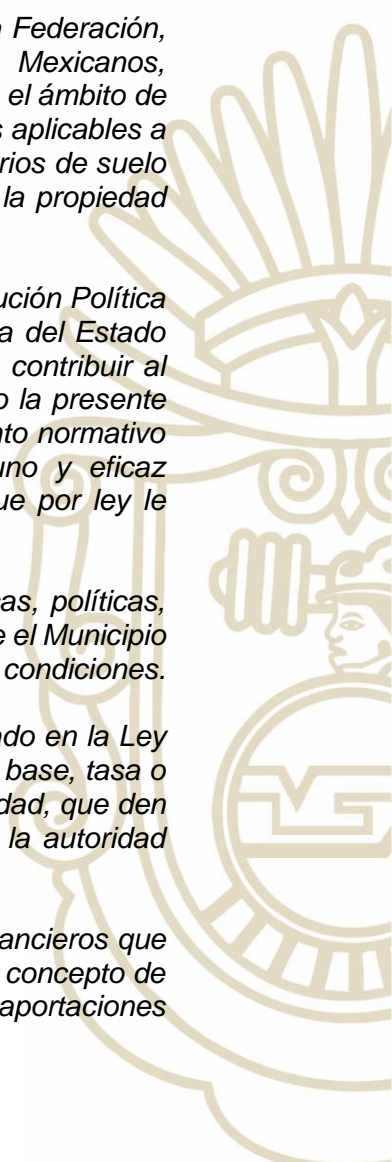 Federación,
Mexicanos,
el ámbito de
aplicables a
rios de suelo
la propiedad
ución Política
a del Estado
contribuir al
o la presente
nto normativo
uno y eficaz
ue por ley le
as, políticas,
e el Municipio
condiciones.
ado en la Ley
base, tasa o
dad, que den
la autoridad
ancieros que
concepto de
aportaciones